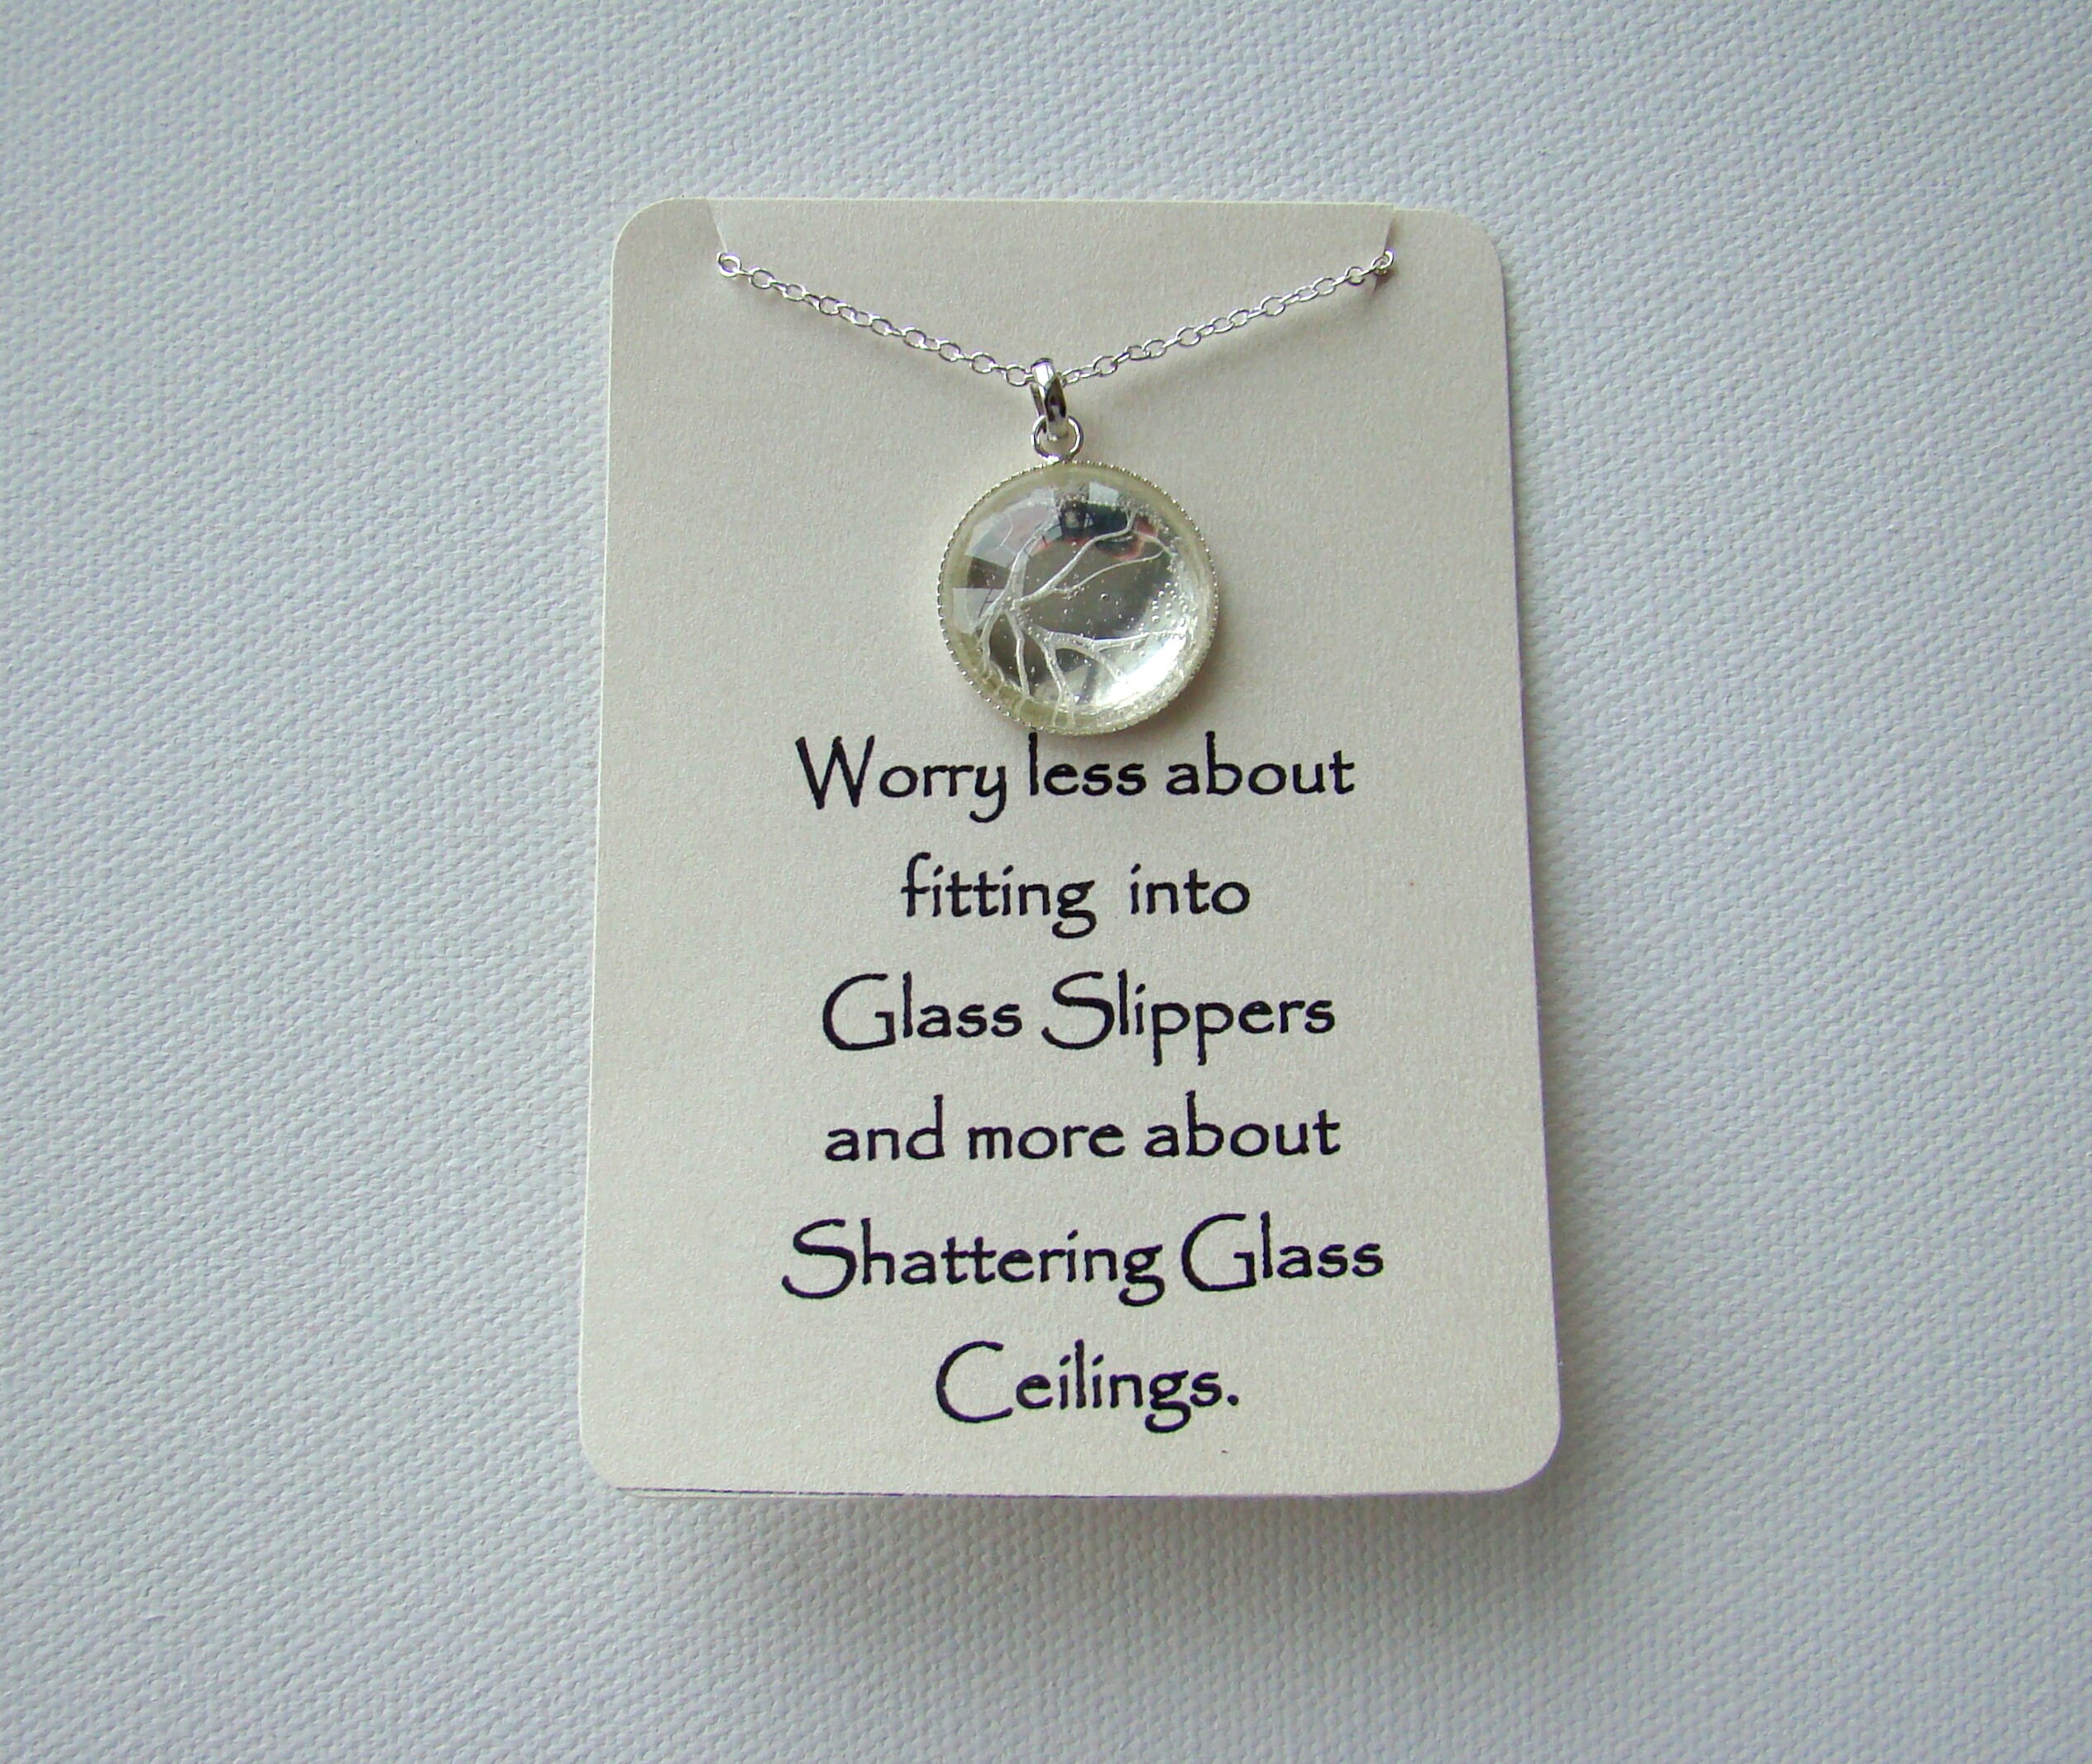 Worry less about
fitting into
Glass Slippers
and more about
Shattering Glass
Ceilings.